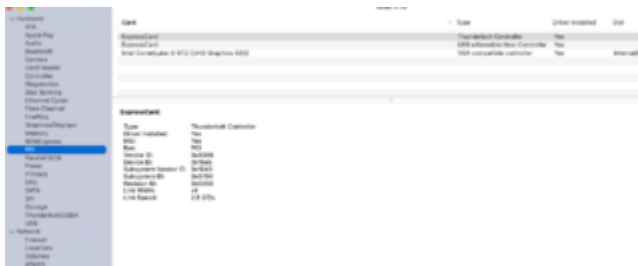 Hardware
ATA
Apple Pay
Audio
Bluetooth
Camera
Card Reader
Controller
Diagnostics
Disc Burning
Ethernet Cards
Fibre Channel
FireWire
Graphics/Displays
Memory
NVMExpress
PCI
Parallel SCSI
Power
Printers
SAS
SATA
SPI
Storage
Thunderbolt/USB4
USB
Network
Firewall
Locations
Volumes
Card Type Driver Installed Slot
ExpressCard Thunderbolt Controller Yes
ExpressCard USB eXtensible Host Controller Yes
VGA compatible controller Yes
ExpressCard
Type: Thunderbolt Controller
Driver Installed: Yes
MSI: Yes
Bus: PCI
Vendor ID:
Device ID:
Subsystem Vendor ID:
Subsystem ID:
Revision ID:
Link Width: x4
Link Speed: